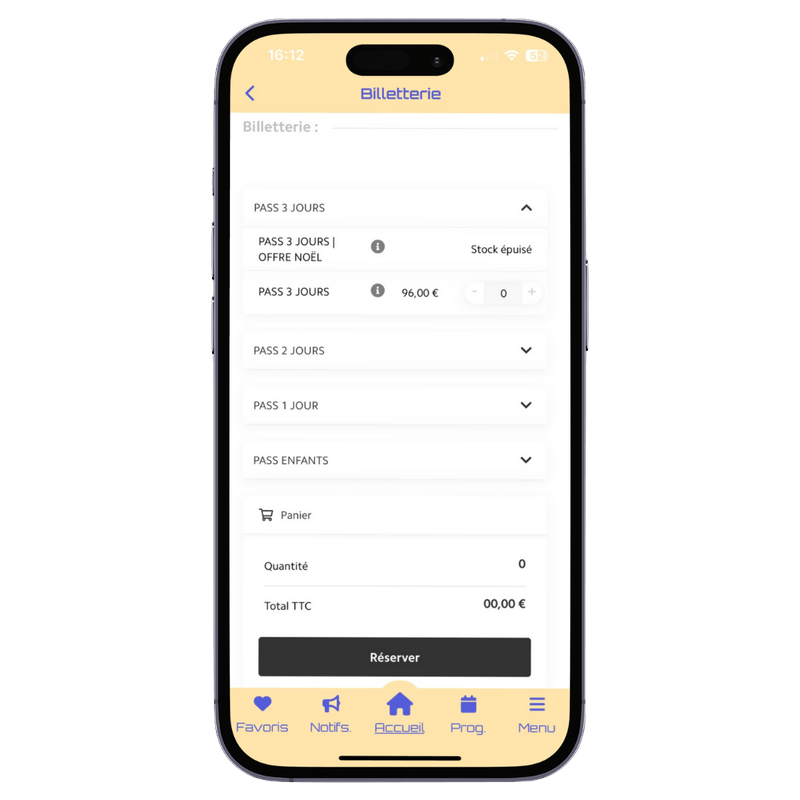 16:12
52
Billetterie
Billetterie :
PASS 3 JOURS
PASS 3 JOURS |
OFFRE NOËL
Stock épuisé
PASS 3 JOURS
96,00 €
- 0 +
PASS 2 JOURS
PASS 1 JOUR
PASS ENFANTS
Panier
Quantité 0
Total TTC 00,00 €
Réserver
Favoris Notifs. Accueil Prog. Menu